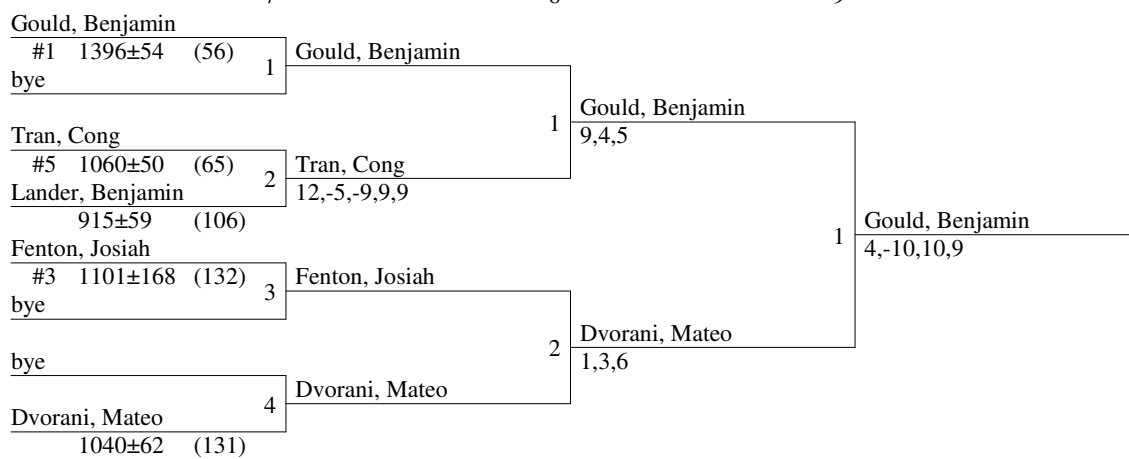 Gould, Benjamin
#1 1396±54 (56)
bye
1
Gould, Benjamin
Tran, Cong
#5 1060±50 (65)
Lander, Benjamin
915±59 (106)
2
Tran, Cong
12,-5,-9,9,9
1
Gould, Benjamin
9,4,5
Fenton, Josiah
#3 1101±168 (132)
bye
3
Fenton, Josiah
bye
Dvorani, Mateo
1040±62 (131)
4
Dvorani, Mateo
2
Dvorani, Mateo
1,3,6
1
Gould, Benjamin
4,-10,10,9